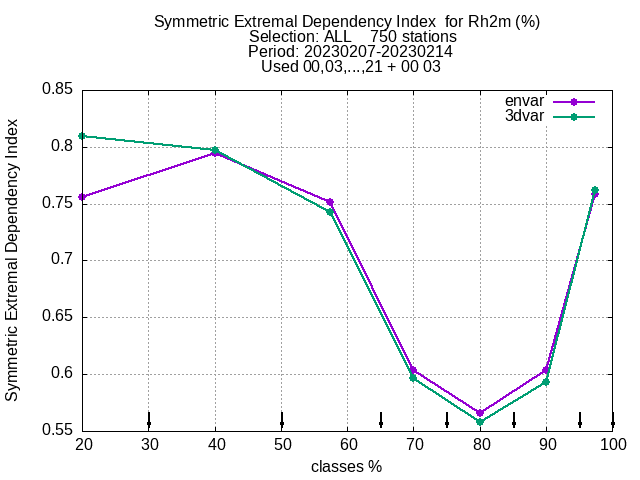 Symmetric Extremal Dependency Index  for Rh2m (%)
Selection: ALL    750 stations
Period: 20230207-20230214
Used 00,03,...,21 + 00 03
envar
3dvar
Symmetric Extremal Dependency Index
0.85
0.8
0.75
0.7
0.65
0.6
0.55
20 30 40 50 60 70 80 90 100
classes %